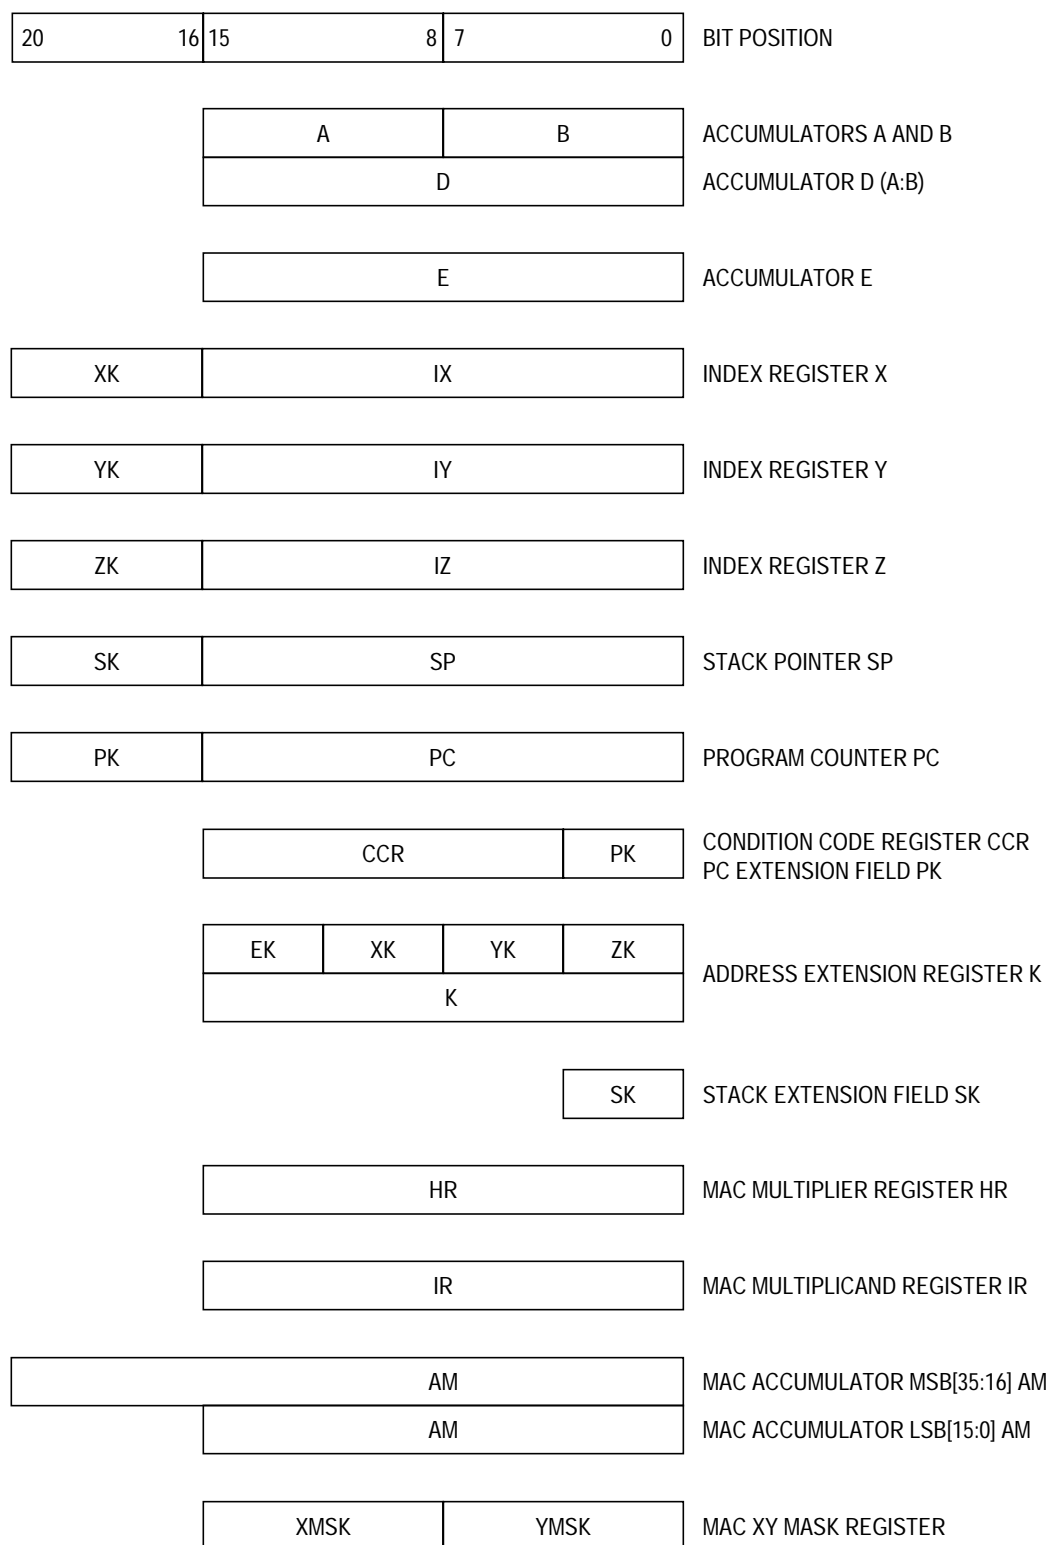 20 16 15 8 7 0 BIT POSITION
A B ACCUMULATORS A AND B
D ACCUMULATOR D (A:B)
E ACCUMULATOR E
XK IX INDEX REGISTER X
YK IY INDEX REGISTER Y
ZK IZ INDEX REGISTER Z
SK SP STACK POINTER SP
PK PC PROGRAM COUNTER PC
CCR PK CONDITION CODE REGISTER CCR
PC EXTENSION FIELD PK
EK XK YK ZK
ADDRESS EXTENSION REGISTER K
K
SK STACK EXTENSION FIELD SK
HR MAC MULTIPLIER REGISTER HR
IR MAC MULTIPLICAND REGISTER IR
AM MAC ACCUMULATOR MSB[35:16] AM
AM MAC ACCUMULATOR LSB[15:0] AM
XMSK YMSK MAC XY MASK REGISTER